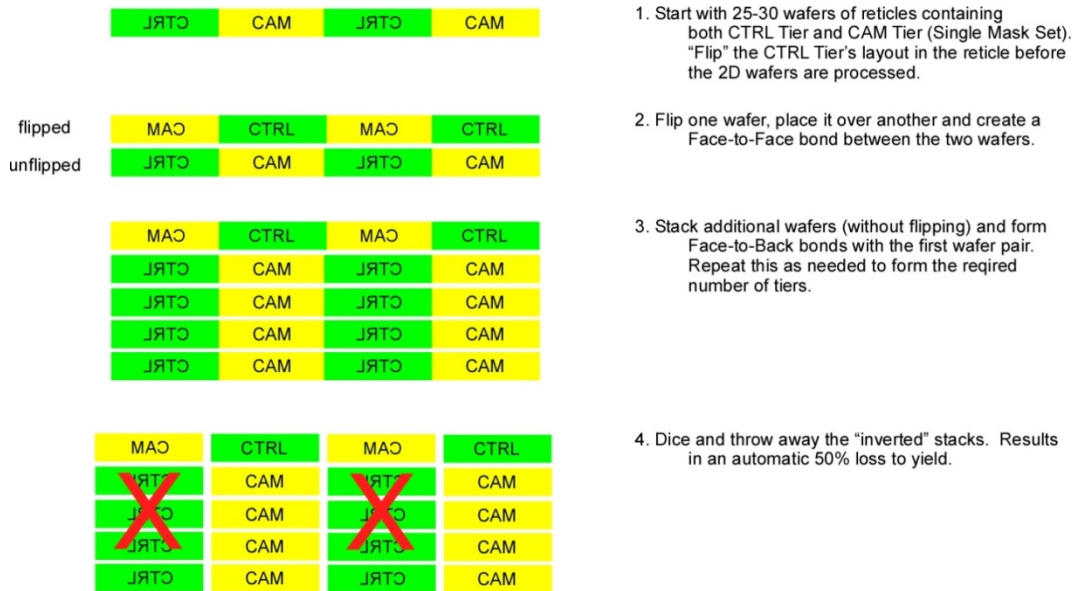 CTRL CAM CTRL CAM
1. Start with 25-30 wafers of reticles containing
both CTRL Tier and CAM Tier (Single Mask Set).
“Flip” the CTRL Tier's layout in the reticle before
the 2D wafers are processed.
flipped CAM CTRL CAM CTRL
unflipped CTRL CAM CTRL CAM
2. Flip one wafer, place it over another and create a
Face-to-Face bond between the two wafers.
CAM CTRL CAM CTRL
CTRL CAM CTRL CAM
CTRL CAM CTRL CAM
CTRL CAM CTRL CAM
CTRL CAM CTRL CAM
3. Stack additional wafers (without flipping) and form
Face-to-Back bonds with the first wafer pair.
Repeat this as needed to form the reqired
number of tiers.
CAM CTRL CAM CTRL
CTRL CAM CTRL CAM
CTRL CAM CTRL CAM
CTRL CAM CTRL CAM
CTRL CAM CTRL CAM
4. Dice and throw away the “inverted” stacks. Results
in an automatic 50% loss to yield.